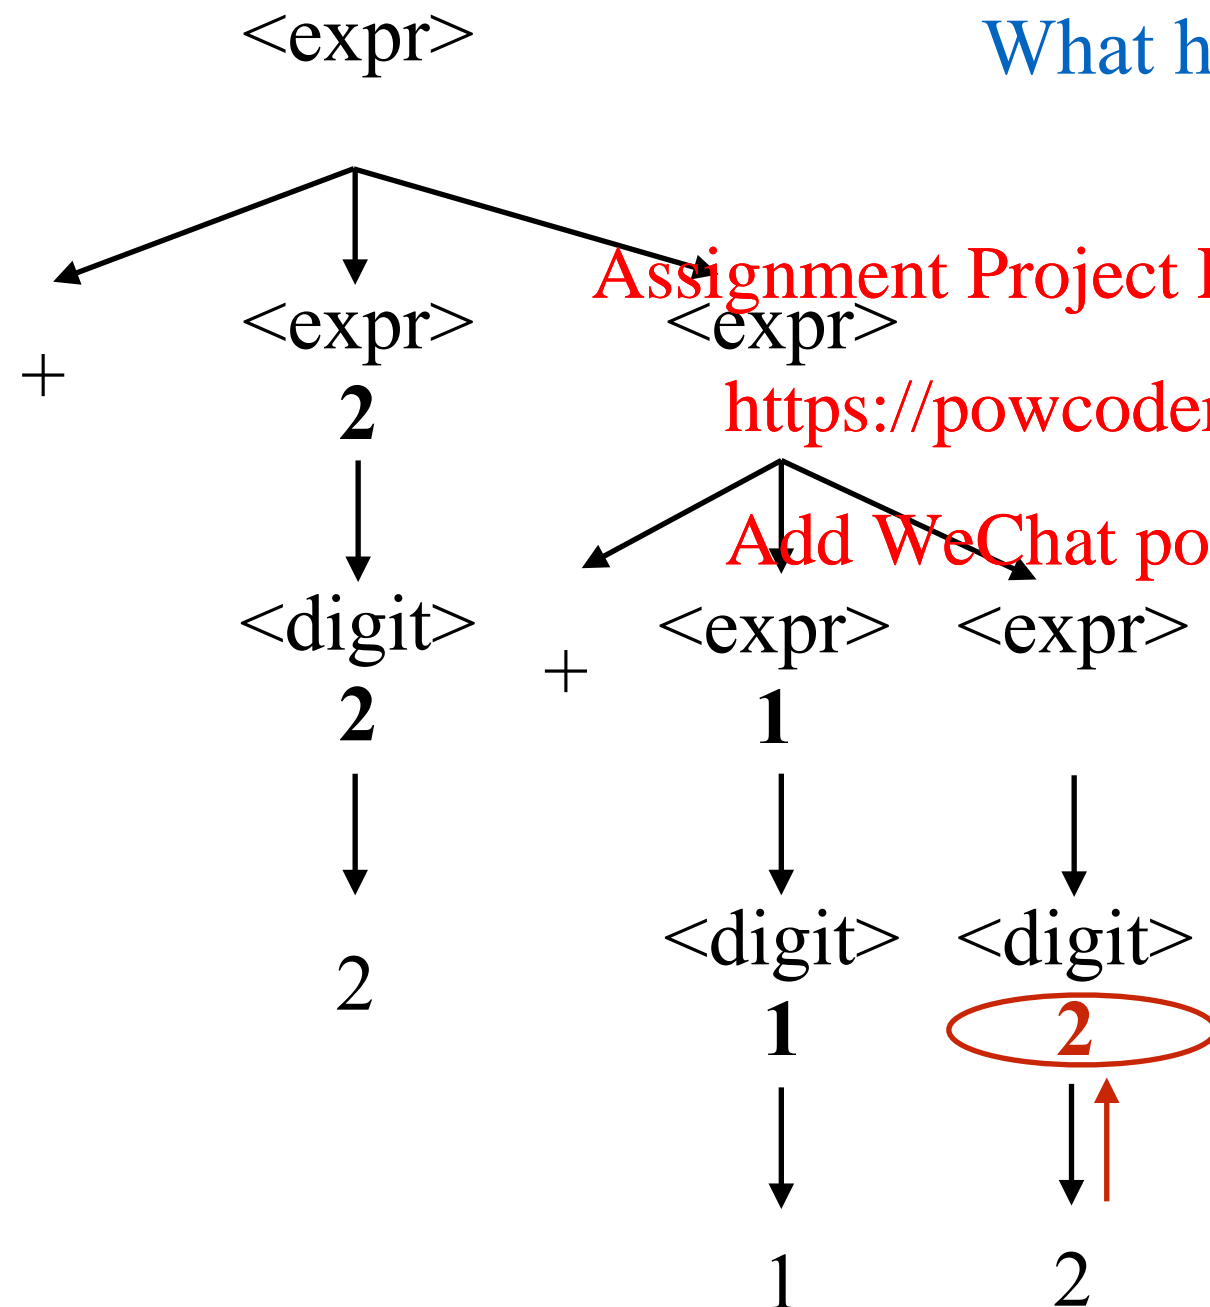 <expr>
What h
Assignment Project
<expr> <expr>
+
2
https://powcoder
Add WeChat po
<digit> <expr> <expr>
+
2 1
<digit> <digit>
2
1 2
1 2